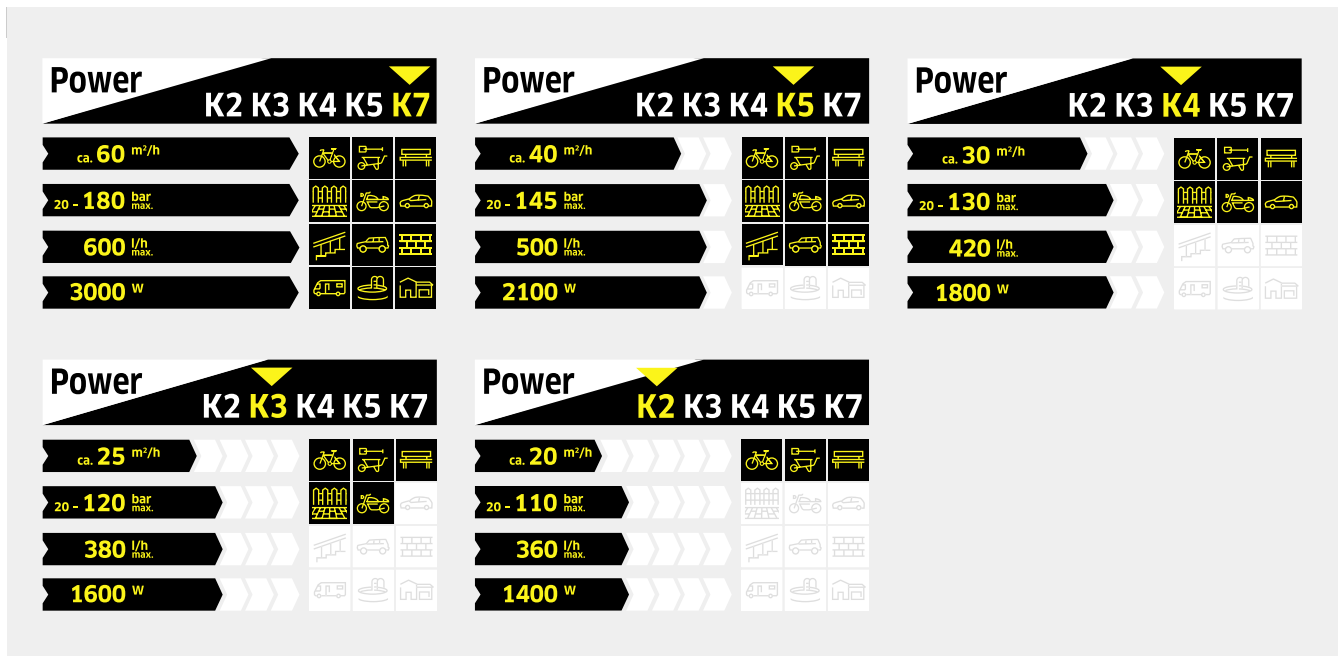 Power
K2 K3 K4 K5 K7
ca. 60 m²/h
20 - 180 bar max.
600 l/h max.
3000 W
Power
K2 K3 K4 K5 K7
ca. 40 m²/h
20 - 145 bar max.
500 l/h max.
2100 W
Power
K2 K3 K4 K5 K7
ca. 30 m²/h
20 - 130 bar max.
420 l/h max.
1800 W
Power
K2 K3 K4 K5 K7
ca. 25 m²/h
20 - 120 bar max.
380 l/h max.
1600 W
Power
K2 K3 K4 K5 K7
ca. 20 m²/h
20 - 110 bar max.
360 l/h max.
1400 W